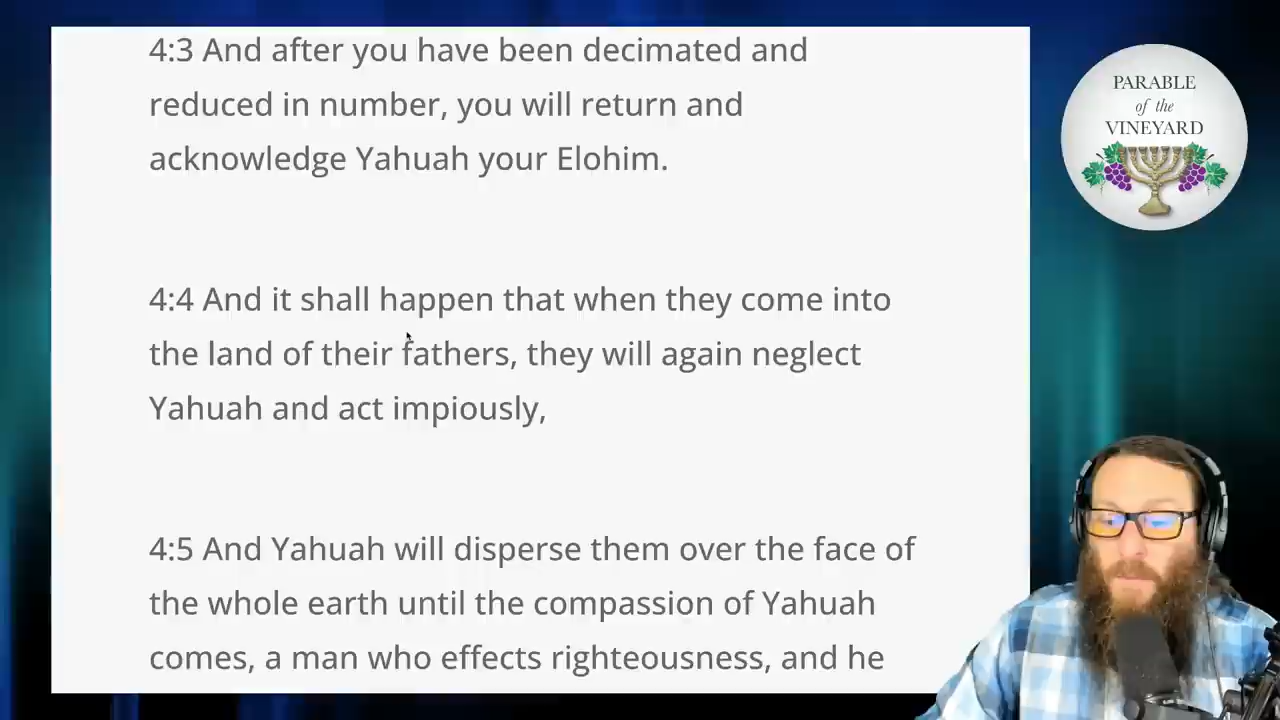 4:3 And after you have been decimated and
reduced in number, you will return and
acknowledge Yahuah your Elohim.
4:4 And it shall happen that when they come into
the land of their fathers, they will again neglect
Yahuah and act impiously,
4:5 And Yahuah will disperse them over the face of
the whole earth until the compassion of Yahuah
comes, a man who effects righteousness, and he
PARABLE
of the
VINEYARD